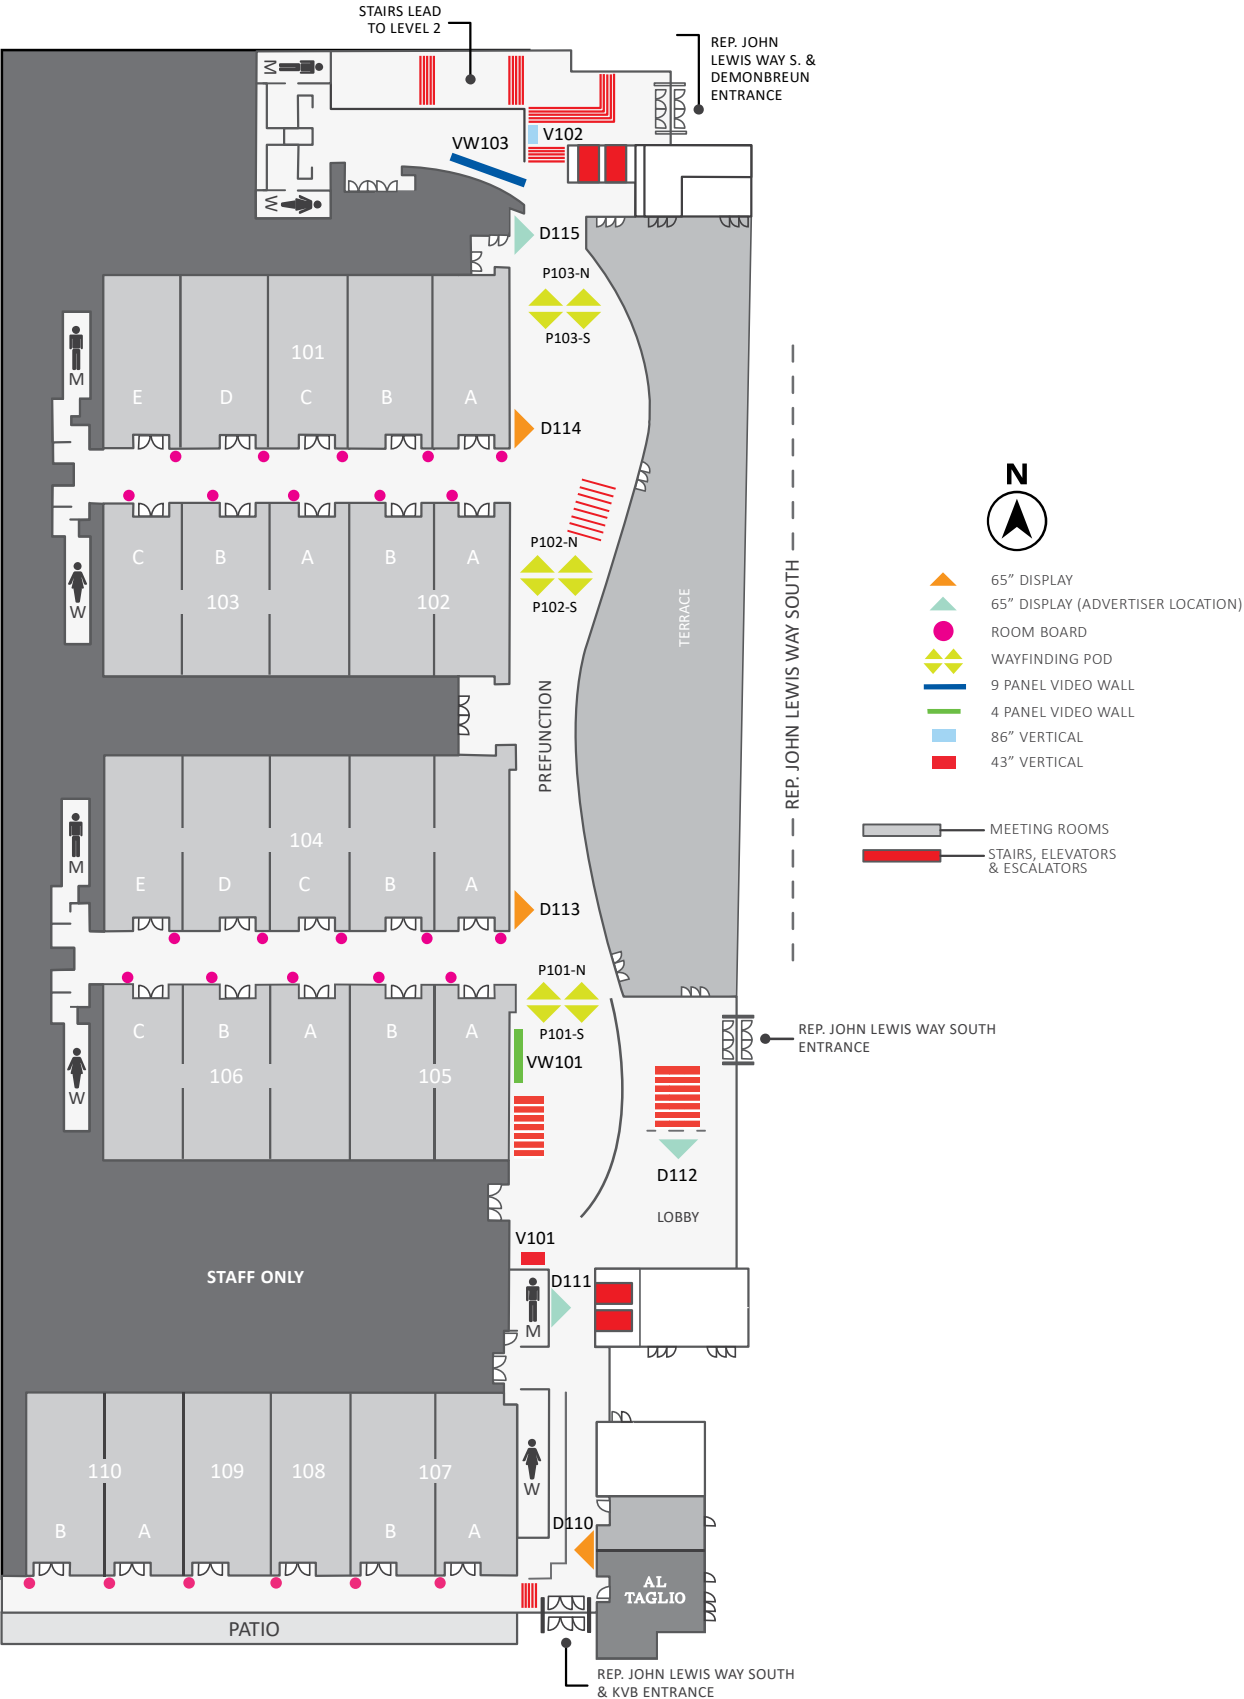 STAIRS LEAD
TO LEVEL 2
REP. JOHN
LEWIS WAY S. &
DEMONBREUN
ENTRANCE
M
VW103
V102
W
D115
P103-N
P103-S
M
101
E
D
C
B
A
D114
P102-N
P102-S
C
B
A
B
A
103
102
W
TERRACE
PREFUNCTION
REP. JOHN LEWIS WAY SOUTH
N
65” DISPLAY
65” DISPLAY (ADVERTISER LOCATION)
ROOM BOARD
WAYFINDING POD
9 PANEL VIDEO WALL
4 PANEL VIDEO WALL
86” VERTICAL
43” VERTICAL
MEETING ROOMS
STAIRS, ELEVATORS
& ESCALATORS
104
M
E
D
C
B
A
D113
P101-N
P101-S
C
B
A
B
A
VW101
106
105
W
REP. JOHN LEWIS WAY SOUTH
ENTRANCE
D112
LOBBY
V101
STAFF ONLY
D111
M
110
109
108
107
W
B
A
B
A
D110
AL
TAGLIO
PATIO
REP. JOHN LEWIS WAY SOUTH
& KVB ENTRANCE